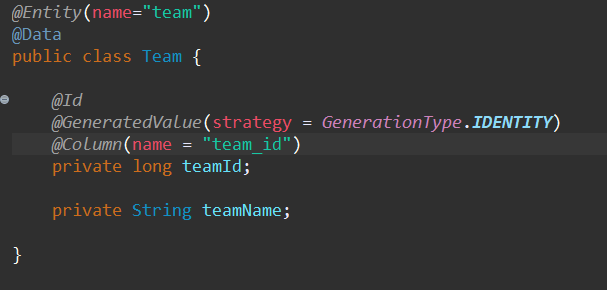 @Entity(name="team")
@Data
public class Team {
@Id
@GeneratedValue(strategy = GenerationType.IDENTITY)
@Column(name = "team_id")
private long teamId;
private String teamName;
}